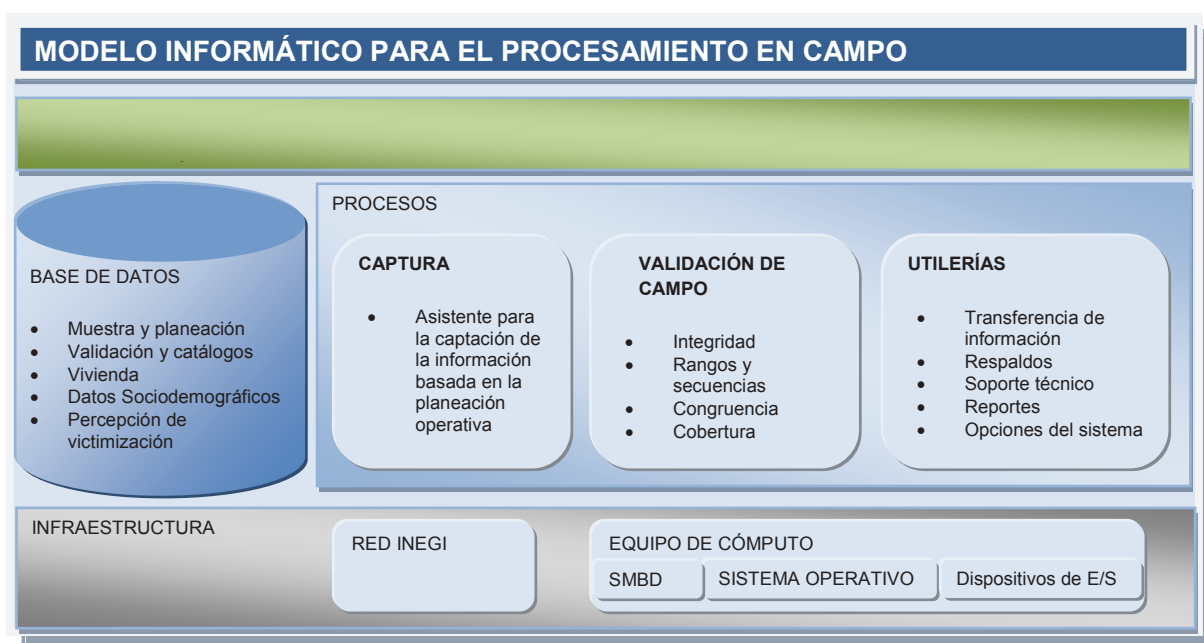 MODELO INFORMÁTICO PARA EL PROCESAMIENTO EN CAMPO
BASE DE DATOS
• Muestra y planeación
• Validación y catálogos
• Vivienda
• Datos Sociodemográficos
• Percepción de
victimización
PROCESOS
CAPTURA
• Asistente para
la captación de
la información
basada en la
planeación
operativa
VALIDACIÓN DE
CAMPO
• Integridad
• Rangos y
secuencias
• Congruencia
• Cobertura
UTILERÍAS
• Transferencia de
información
• Respaldos
• Soporte técnico
• Reportes
• Opciones del sistema
INFRAESTRUCTURA
RED INEGI
EQUIPO DE CÓMPUTO
SMBD
SISTEMA OPERATIVO
Dispositivos de E/S